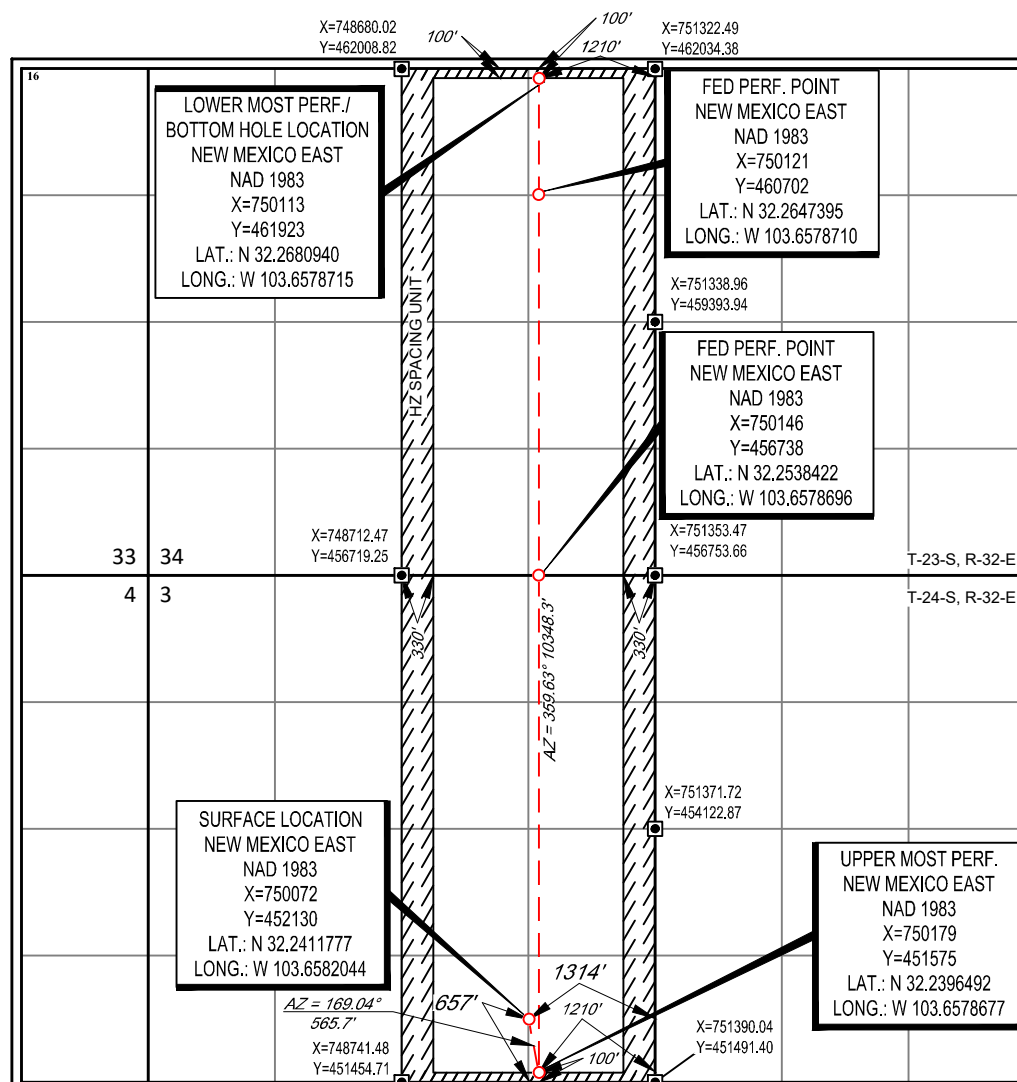 X=748680.02
Y=462008.82
100'
100'
1210'
X=751322.49
Y=462034.38
16
LOWER MOST PERF./
BOTTOM HOLE LOCATION
NEW MEXICO EAST
NAD 1983
X=750113
Y=461923
LAT.: N 32.2680940
LONG.: W 103.6578715
FED PERF. POINT
NEW MEXICO EAST
NAD 1983
X=750121
Y=460702
LAT.: N 32.2647395
LONG.: W 103.6578710
X=751338.96
Y=459393.94
HZ SPACING UNIT
FED PERF. POINT
NEW MEXICO EAST
NAD 1983
X=750146
Y=456738
LAT.: N 32.2538422
LONG.: W 103.6578696
X=748712.47
Y=456719.25
X=751353.47
Y=456753.66
33 34
T-23-S, R-32-E
4 3
T-24-S, R-32-E
330'
330'
AZ = 359.63° 10348.3'
X=751371.72
Y=454122.87
SURFACE LOCATION
NEW MEXICO EAST
NAD 1983
X=750072
Y=452130
LAT.: N 32.2411777
LONG.: W 103.6582044
UPPER MOST PERF.
NEW MEXICO EAST
NAD 1983
X=750179
Y=451575
LAT.: N 32.2396492
LONG.: W 103.6578677
AZ = 169.04°
565.7'
657'
1314'
1210'
100'
X=748741.48
Y=451454.71
X=751390.04
Y=451491.40